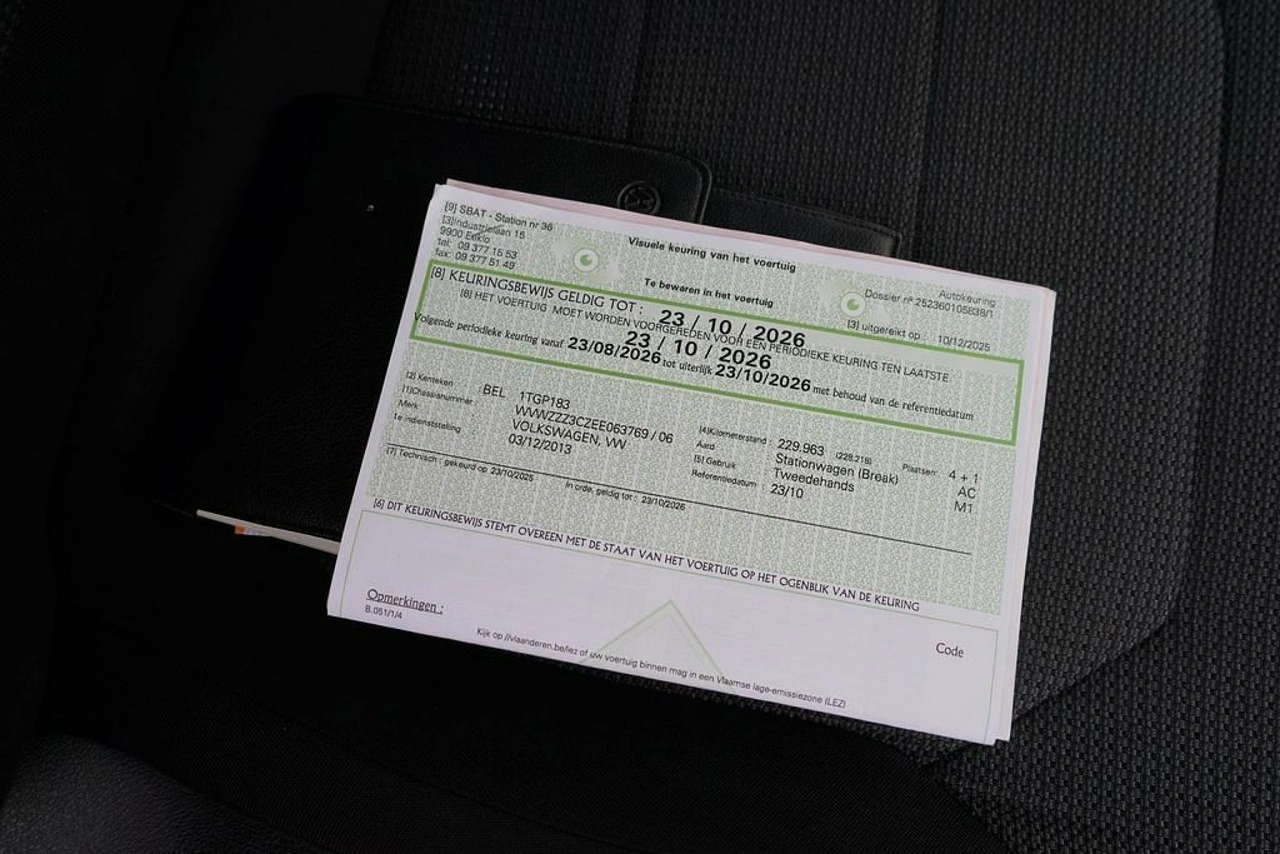 [9] SBAT - Station nr 36
[3]Industrielaan 15
9900 Eeklo
tel: 09 377 15 53
fax: 09 377 51 49
Visuele keuring van het voertuig
Te bewaren in het voertuig
Autokeuring
Dossier nº 252360105838/1
[3] uitgereikt op : 10/12/2025
[8] KEURINGSBEWIJS GELDIG TOT : 23 / 10 / 2026
[8] HET VOERTUIG MOET WORDEN VOORGEREDEN VOOR EEN PERIODIEKE KEURING TEN LAATSTE
23 / 10 / 2026
Volgende periodieke keuring vanaf 23/08/2026 tot uiterlijk 23/10/2026 met behoud van de referentiedatum
[2] Kenteken : BEL 1TGP183
[1]Chassisnummer : WVWZZZ3CZEE063769 / 06
Merk VOLKSWAGEN, VW
1e indienststelling 03/12/2013
[4]Kilometerstand : 229.963 (228.218) Plaatsen: 4 + 1
Aard : Stationwagen (Break) AC
[5] Gebruik Tweedehands M1
Referentiedatum : 23/10
[7] Technisch : gekeurd op 23/10/2025 In orde, geldig tot : 23/10/2026
[6] DIT KEURINGSBEWIJS STEMT OVEREEN MET DE STAAT VAN HET VOERTUIG OP HET OGENBLIK VAN DE KEURING
Opmerkingen :
Code
B.051/1/4
Kijk op //vlaanderen.be/lez of uw voertuig binnen mag in een Vlaamse lage-emissiezone (LEZ)